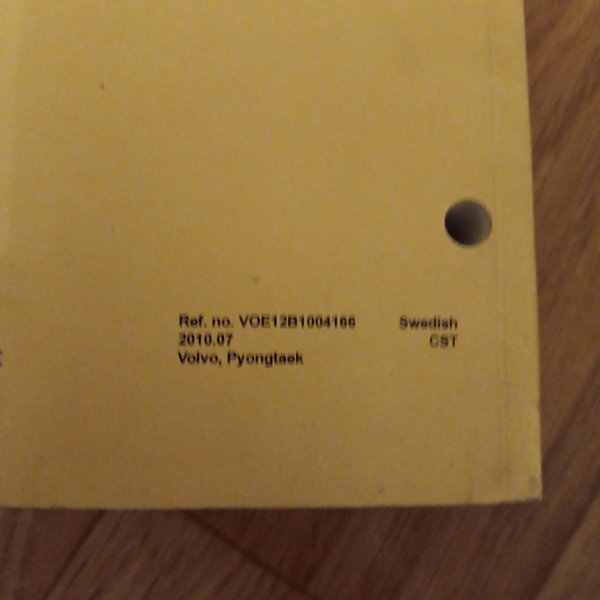 Ref. no. VOE12B1004166 Swedish
2010.07 CST
Volvo, Pyongtaek